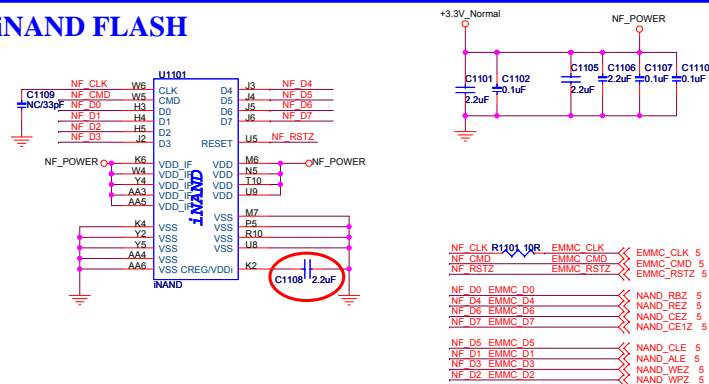 iNAND FLASH
+3.3V_Normal
NF_POWER
C1101
2.2uF
C1102
0.1uF
C1105
2.2uF
C1106
2.2uF
C1107
0.1uF
C1110
0.1uF
U1101
C1109
NC/33pF
NF_CLK W6 CLK D4 J3 NF_D4
NF_CMD W5 CMD D5 J4 NF_D5
NF_D0 H3 D0 D6 J5 NF_D6
NF_D1 H4 D1 D7 J6 NF_D7
NF_D2 H5 D2
NF_D3 J2 D3 RESET U5 NF_RSTZ
NF_POWER K6 VDD_IF VDD M6 NF_POWER
W4 VDD_IF VDD N5
Y4 VDD_IF VDD T10
AA3 VDD_IF VDD U9
AA5 VDD_IF
iNAND
VSS M7
K4 VSS VSS P5
Y2 VSS VSS R10
Y5 VSS VSS U8
AA4 VSS
AA6 VSS CREG/VDDi K2
C1108 2.2uF
iNAND
NF_CLK R1101 10R EMMC_CLK EMMC_CLK 5
NF_CMD EMMC_CMD EMMC_CMD 5
NF_RSTZ EMMC_RSTZ EMMC_RSTZ 5
NF_D0 EMMC_D0 NAND_RBZ 5
NF_D4 EMMC_D4 NAND_REZ 5
NF_D6 EMMC_D6 NAND_CEZ 5
NF_D7 EMMC_D7 NAND_CE1Z 5
NF_D5 EMMC_D5 NAND_CLE 5
NF_D1 EMMC_D1 NAND_ALE 5
NF_D3 EMMC_D3 NAND_WEZ 5
NF_D2 EMMC_D2 NAND_WPZ 5